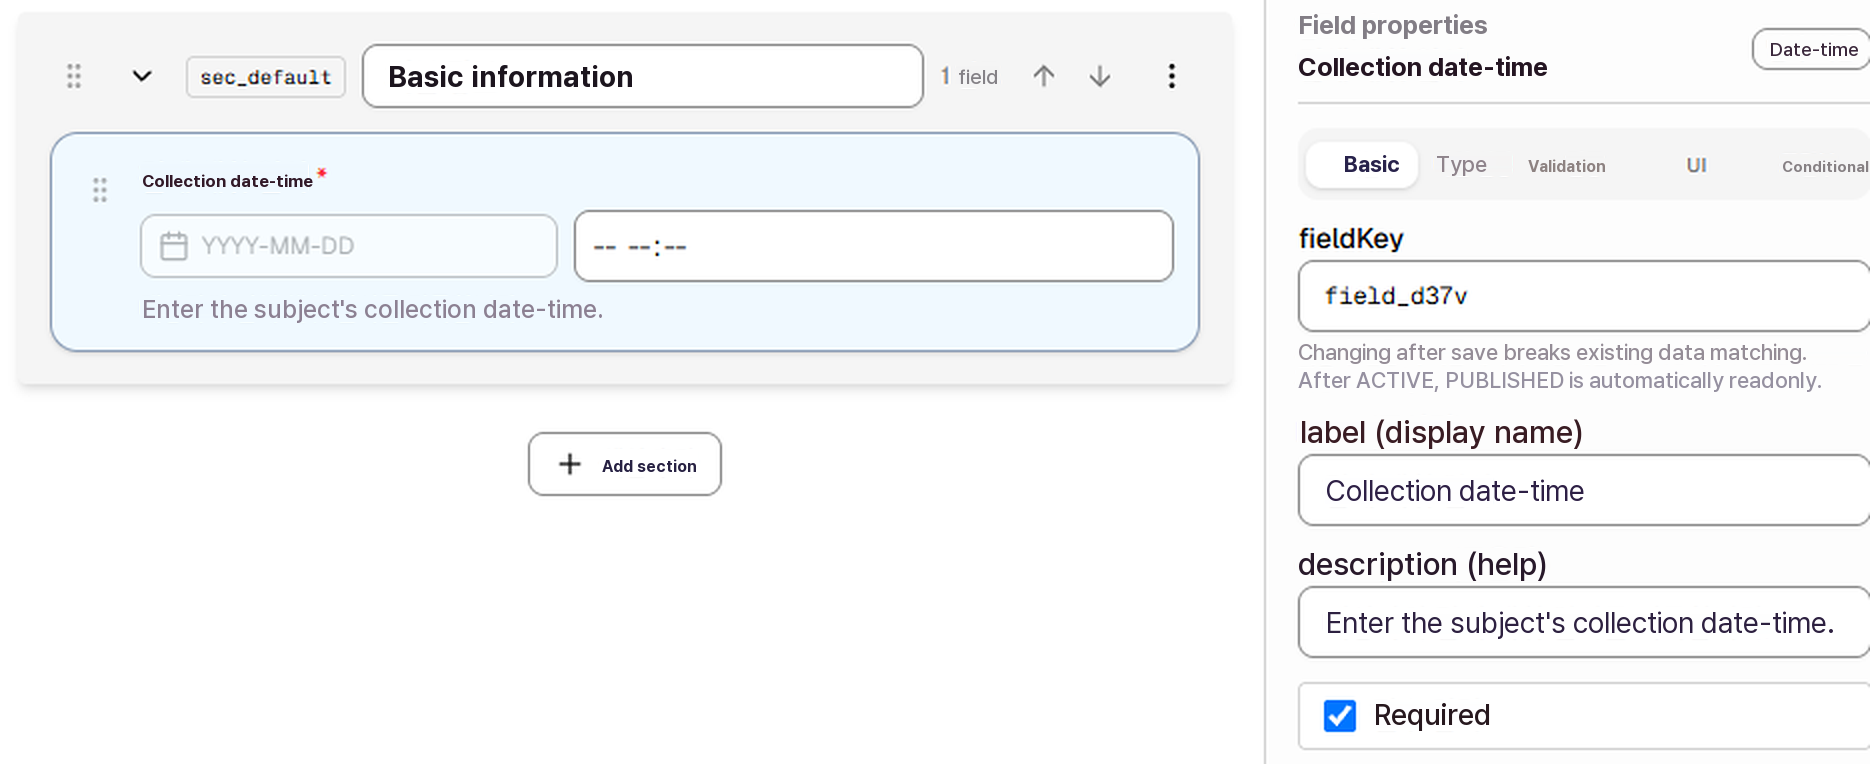 sec_default
Basic information
1 field
Collection date-time *
YYYY-MM-DD
-- --:--
Enter the subject's collection date-time.
Add section
Field properties
Collection date-time
Date-time
Basic Type Validation UI Conditional
fieldKey
field_d37v
Changing after save breaks existing data matching.
After ACTIVE, PUBLISHED is automatically readonly.
label (display name)
Collection date-time
description (help)
Enter the subject's collection date-time.
Required